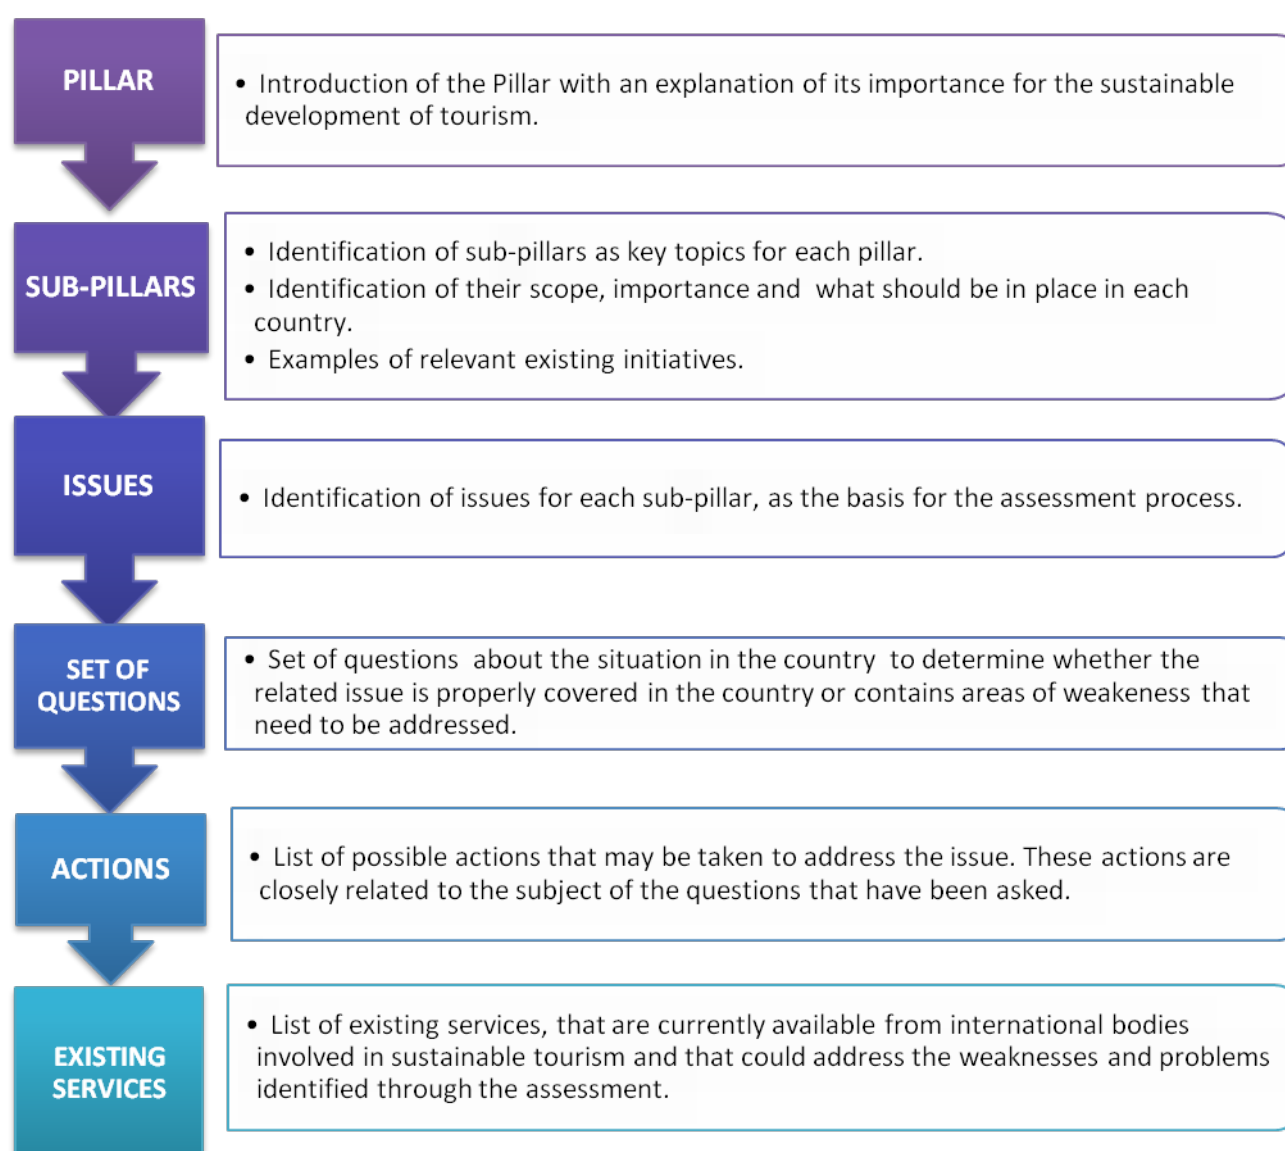 PILLAR
• Introduction of the Pillar with an explanation of its importance for the sustainable
development of tourism.
SUB-PILLARS
• Identification of sub-pillars as key topics for each pillar.
• Identification of their scope, importance and what should be in place in each
country.
• Examples of relevant existing initiatives.
ISSUES
• Identification of issues for each sub-pillar, as the basis for the assessment process.
SET OF
QUESTIONS
• Set of questions about the situation in the country to determine whether the
related issue is properly covered in the country or contains areas of weakeness that
need to be addressed.
ACTIONS
• List of possible actions that may be taken to address the issue. These actions are
closely related to the subject of the questions that have been asked.
EXISTING
SERVICES
• List of existing services, that are currently available from international bodies
involved in sustainable tourism and that could address the weaknesses and problems
identified through the assessment.